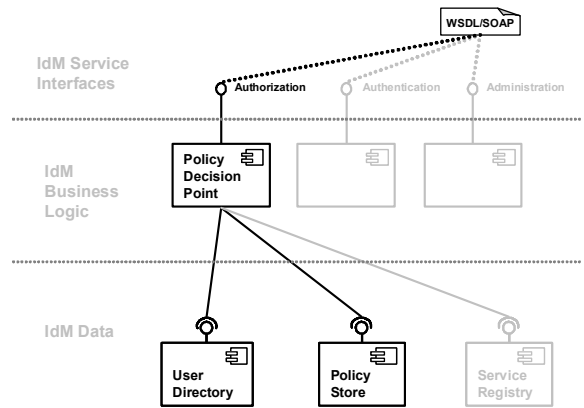 WSDL/SOAP
IdM Service
Interfaces
Authorization
Authentication
Administration
IdM
Business
Logic
Policy
Decision
Point
IdM Data
User
Directory
Policy
Store
Service
Registry